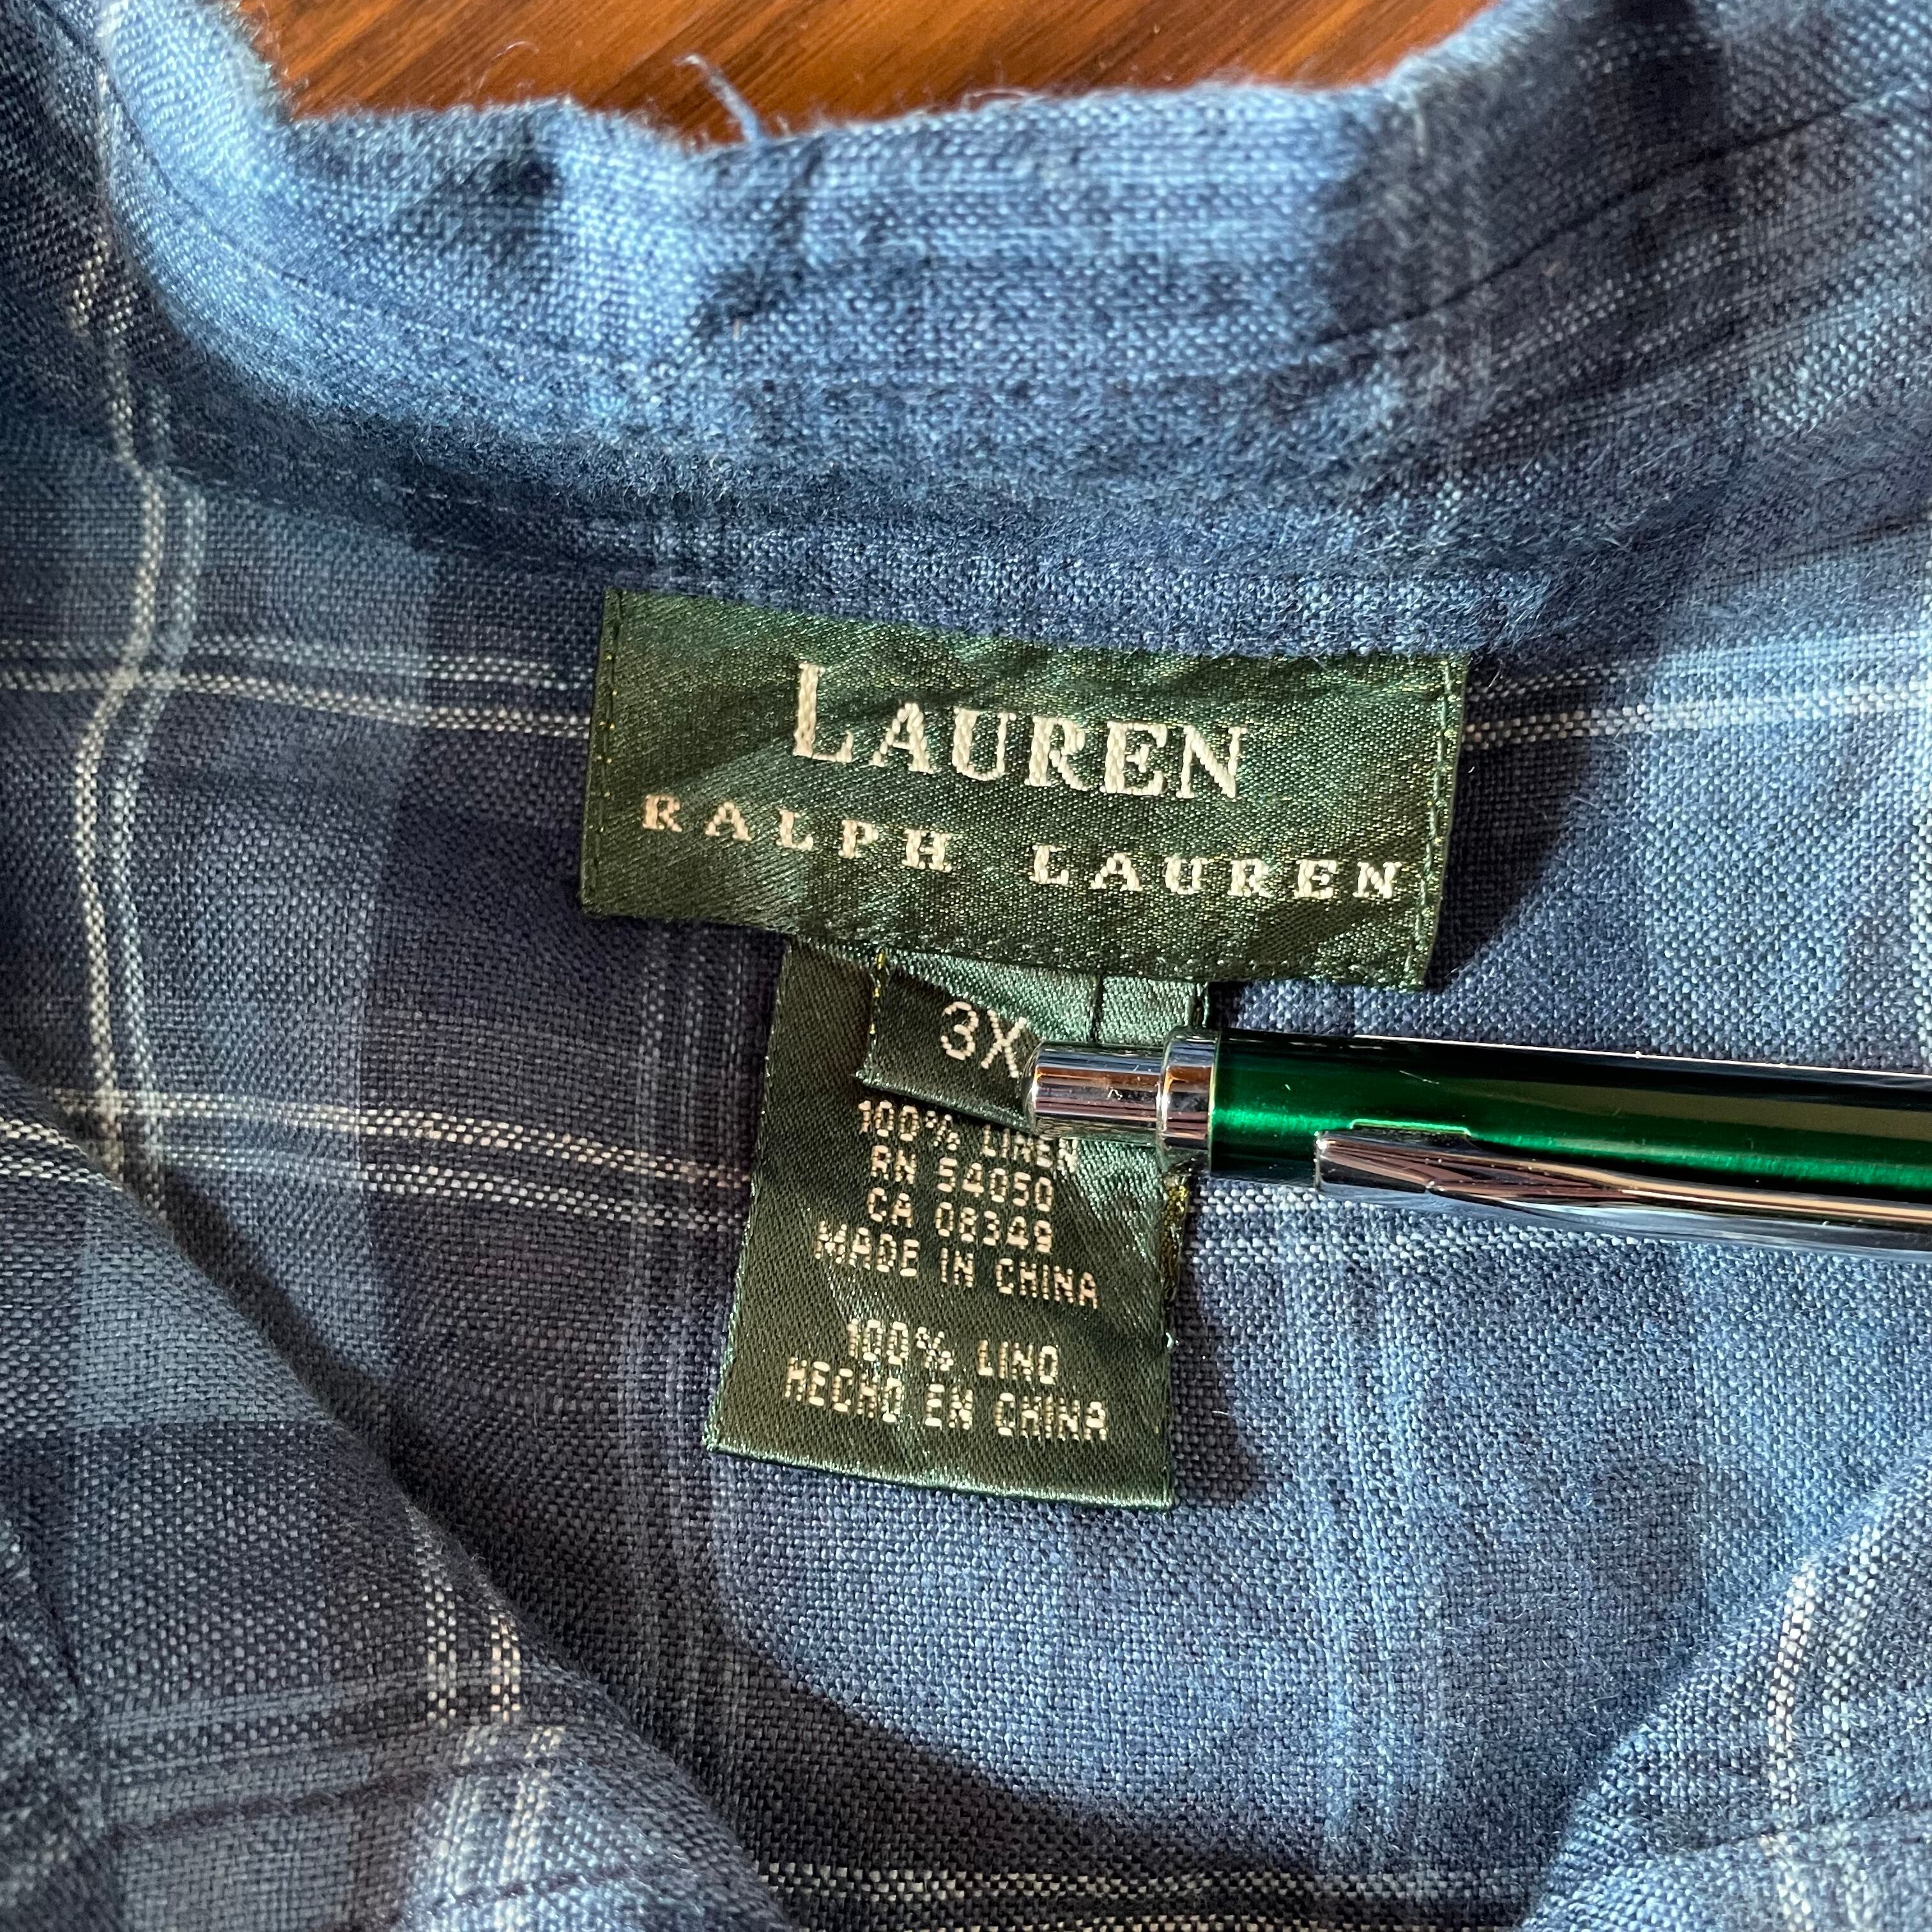 LAUREN
RALPH LAUREN
3X
100% LINEN
RN 54050
CA 08349
MADE IN CHINA
100% LINO
HECHO EN CHINA